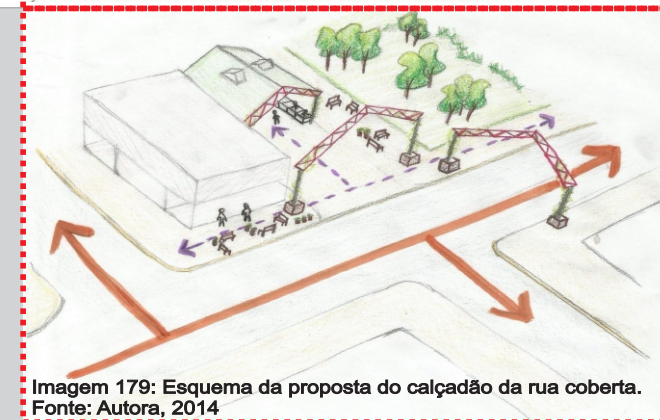 Imagem 179: Esquema da proposta do calçadão da rua coberta.
Fonte: Autora, 2014